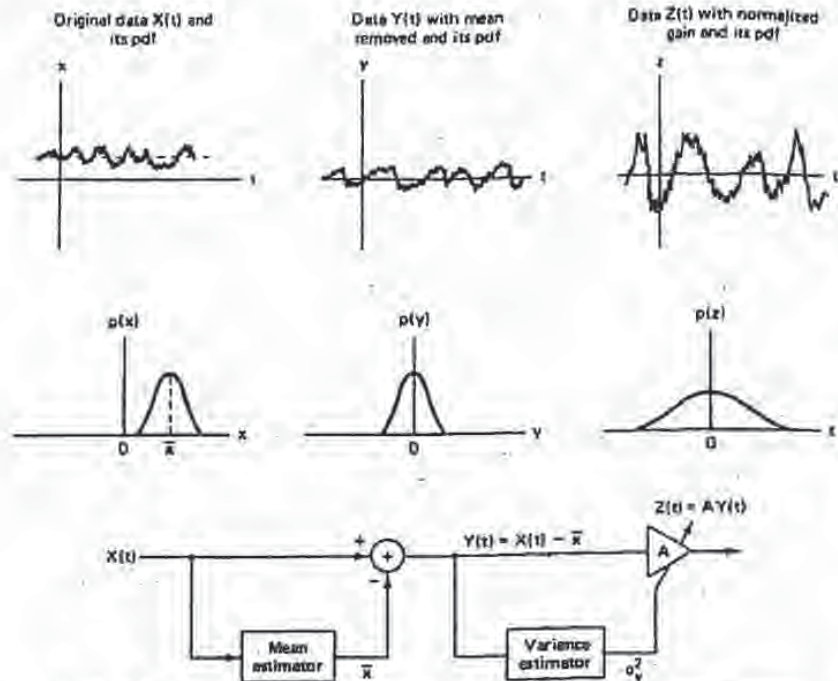 Original data X(t) and
its pdf
Data Y(t) with mean
removed and its pdf
Data Z(t) with normalized
gain and its pdf
x
y
z
t
t
t
p(x)
p(y)
p(z)
0
x̄
x
0
y
0
z
Z(t) = AY(t)
X(t)
+
+
−
Y(t) = X(t) − x̄
A
Mean
estimator
x̄
Variance
estimator
σ²y